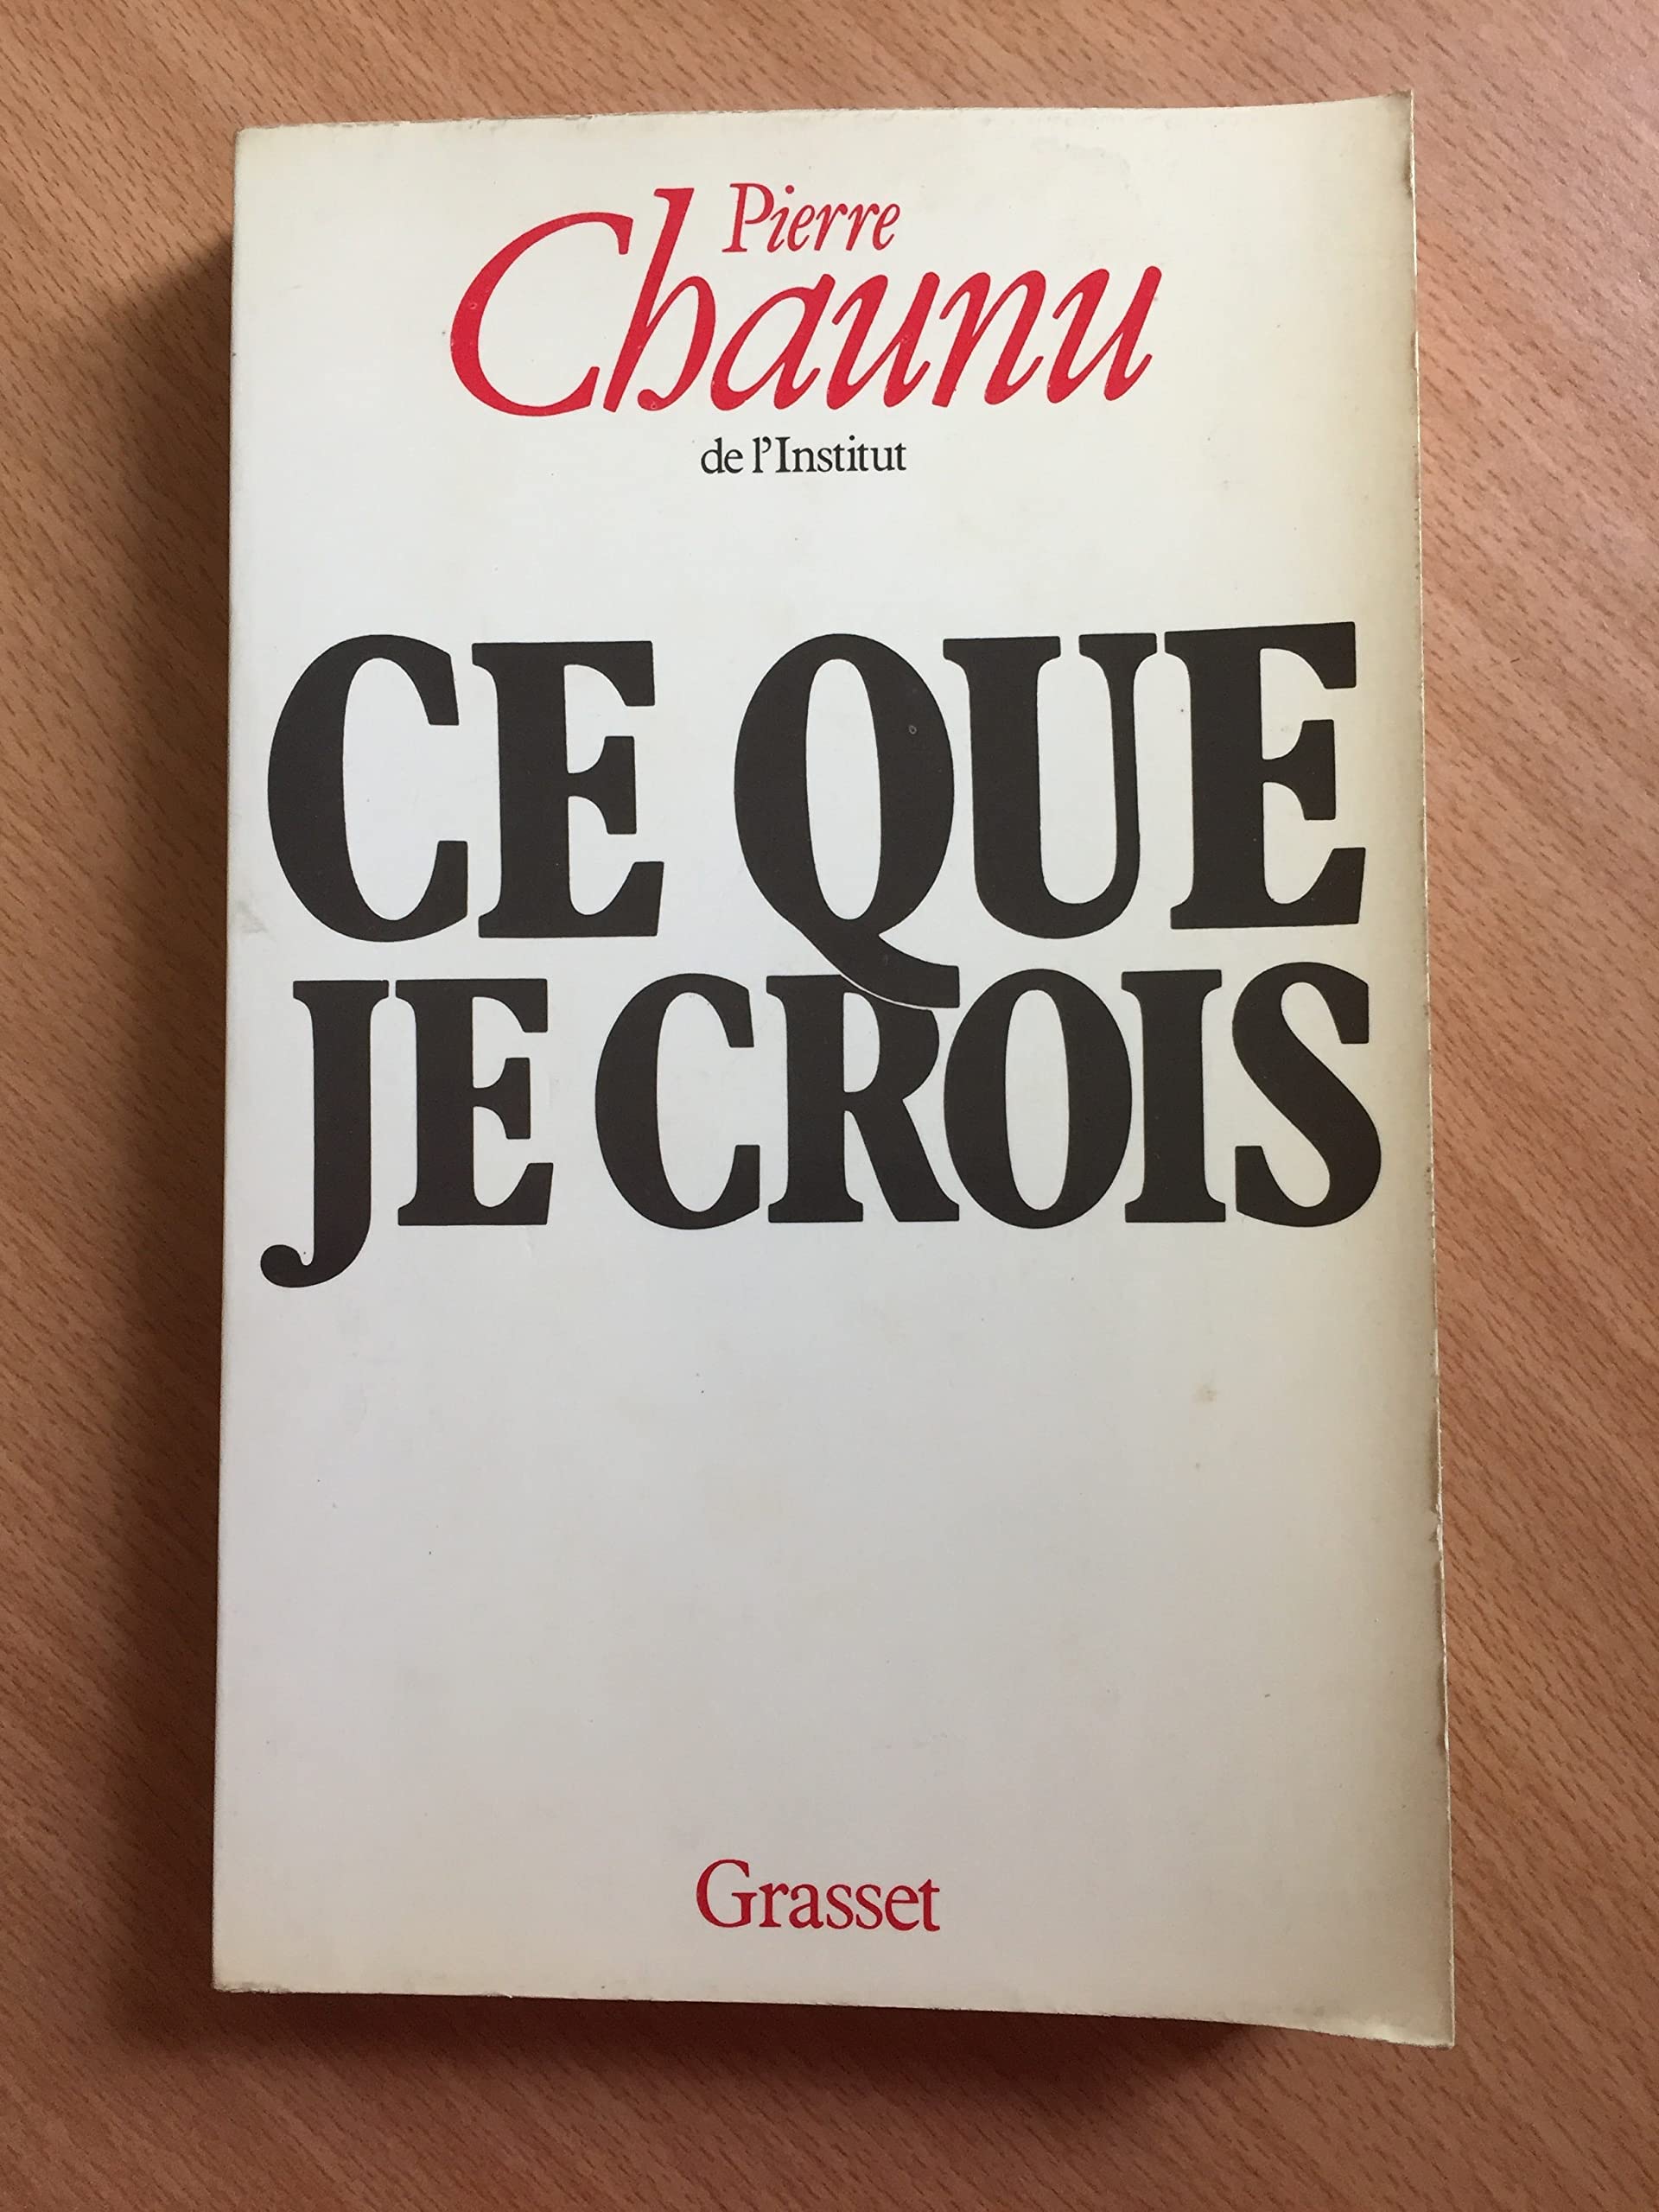 Pierre
Chaunu
de l'Institut
CE QUE
JE CROIS
Grasset